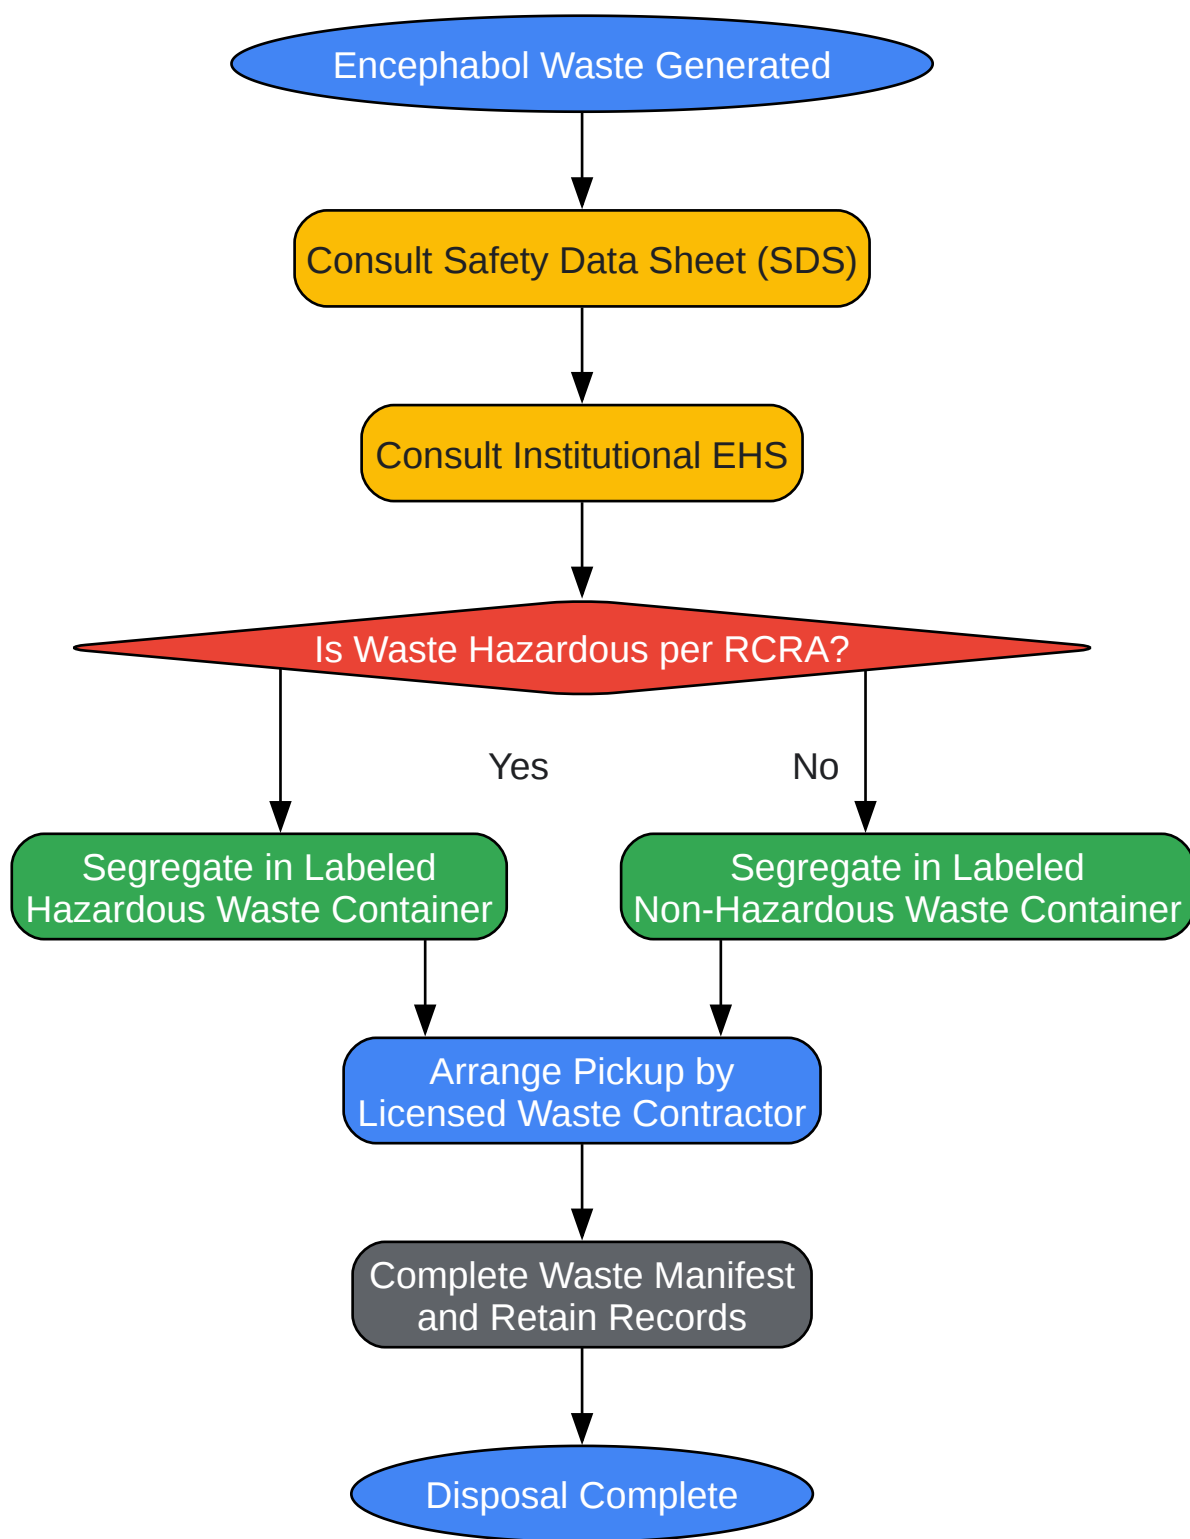 Encephabol Waste Generated
Consult Safety Data Sheet (SDS)
Consult Institutional EHS
Is Waste Hazardous per RCRA?
Yes
No
Segregate in Labeled
Hazardous Waste Container
Segregate in Labeled
Non-Hazardous Waste Container
Arrange Pickup by
Licensed Waste Contractor
Complete Waste Manifest
and Retain Records
Disposal Complete